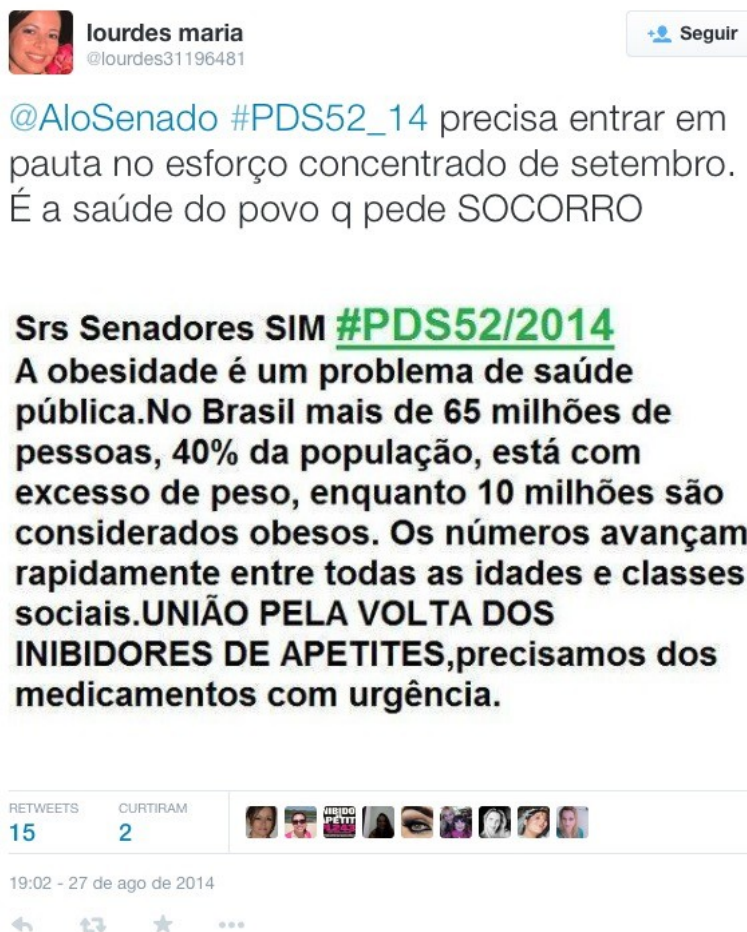 lourdes maria
@lourdes31196481
Seguir
@AloSenado #PDS52_14 precisa entrar em
pauta no esforço concentrado de setembro.
É a saúde do povo q pede SOCORRO
Srs Senadores SIM #PDS52/2014
A obesidade é um problema de saúde
pública.No Brasil mais de 65 milhões de
pessoas, 40% da população, está com
excesso de peso, enquanto 10 milhões são
considerados obesos. Os números avançam
rapidamente entre todas as idades e classes
sociais.UNIÃO PELA VOLTA DOS
INIBIDORES DE APETITES,precisamos dos
medicamentos com urgência.
RETWEETS
15
CURTIRAM
2
19:02 - 27 de ago de 2014